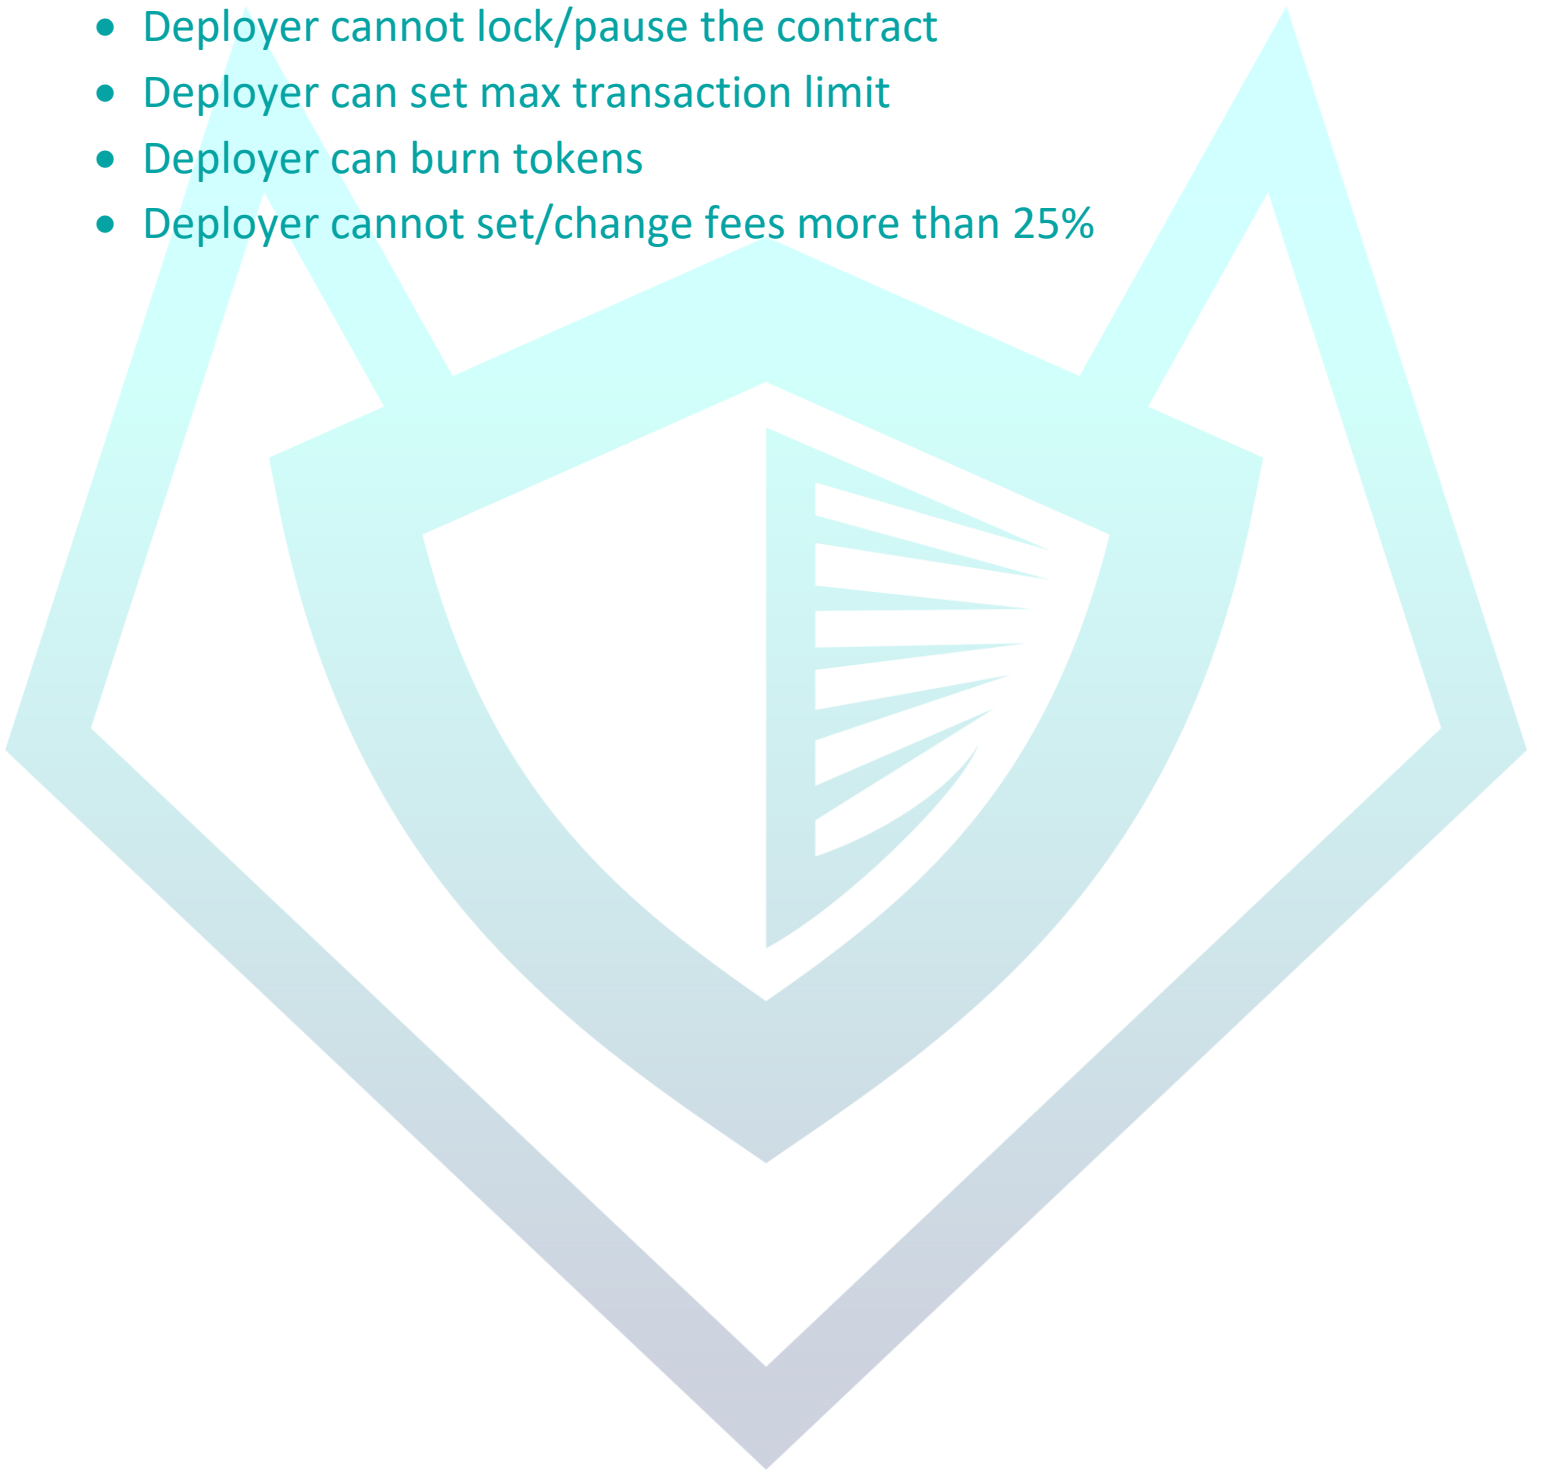 • Deployer cannot lock/pause the contract
• Deployer can set max transaction limit
• Deployer can burn tokens
• Deployer cannot set/change fees more than 25%